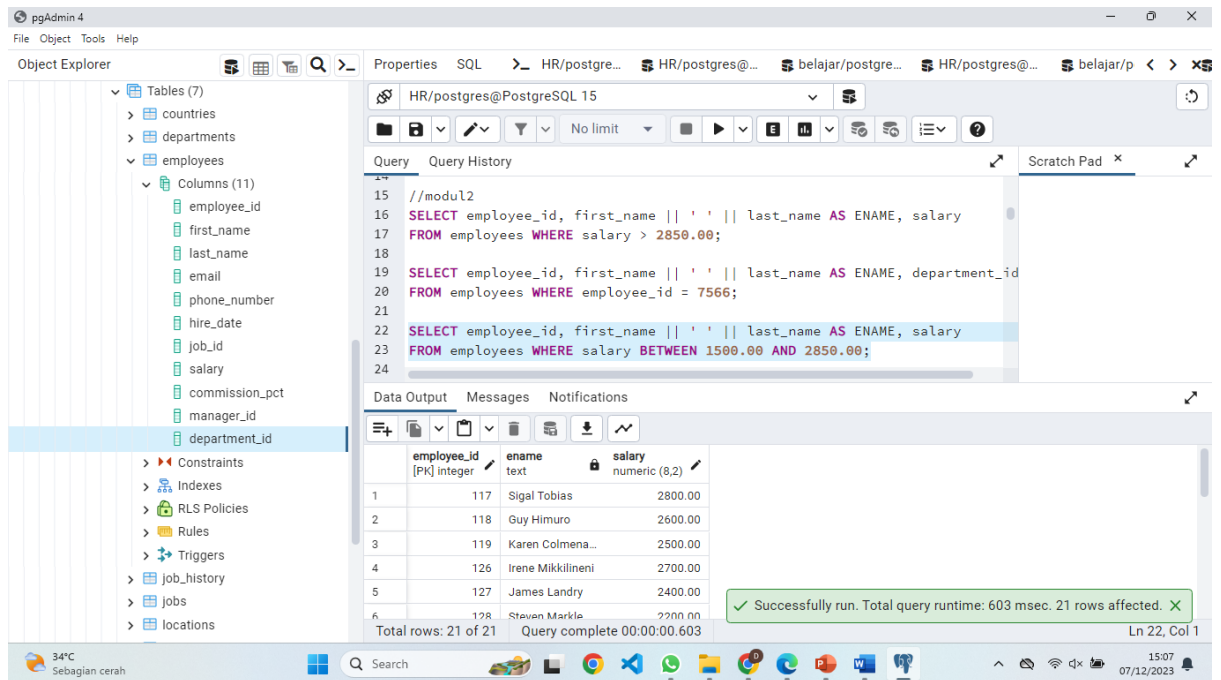 pgAdmin 4
File Object Tools Help
Object Explorer
Properties SQL HR/postgre... HR/postgres@... belajar/postgre... HR/postgres@... belajar/p
Tables (7)
countries
departments
employees
Columns (11)
employee_id
first_name
last_name
email
phone_number
hire_date
job_id
salary
commission_pct
manager_id
department_id
Constraints
Indexes
RLS Policies
Rules
Triggers
job_history
jobs
locations
HR/postgres@PostgreSQL 15
No limit
Query Query History
Scratch Pad
14
15 //modul2
16 SELECT employee_id, first_name || ' ' || last_name AS ENAME, salary
17 FROM employees WHERE salary > 2850.00;
18
19 SELECT employee_id, first_name || ' ' || last_name AS ENAME, department_id
20 FROM employees WHERE employee_id = 7566;
21
22 SELECT employee_id, first_name || ' ' || last_name AS ENAME, salary
23 FROM employees WHERE salary BETWEEN 1500.00 AND 2850.00;
24
Data Output Messages Notifications
employee_id ename salary
[PK] integer text numeric (8,2)
1 117 Sigal Tobias 2800.00
2 118 Guy Himuro 2600.00
3 119 Karen Colmena... 2500.00
4 126 Irene Mikkilineni 2700.00
5 127 James Landry 2400.00
6 128 Steven Markle 2200.00
Successfully run. Total query runtime: 603 msec. 21 rows affected.
Total rows: 21 of 21 Query complete 00:00:00.603 Ln 22, Col 1
34°C
Sebagian cerah
Search
15:07
07/12/2023